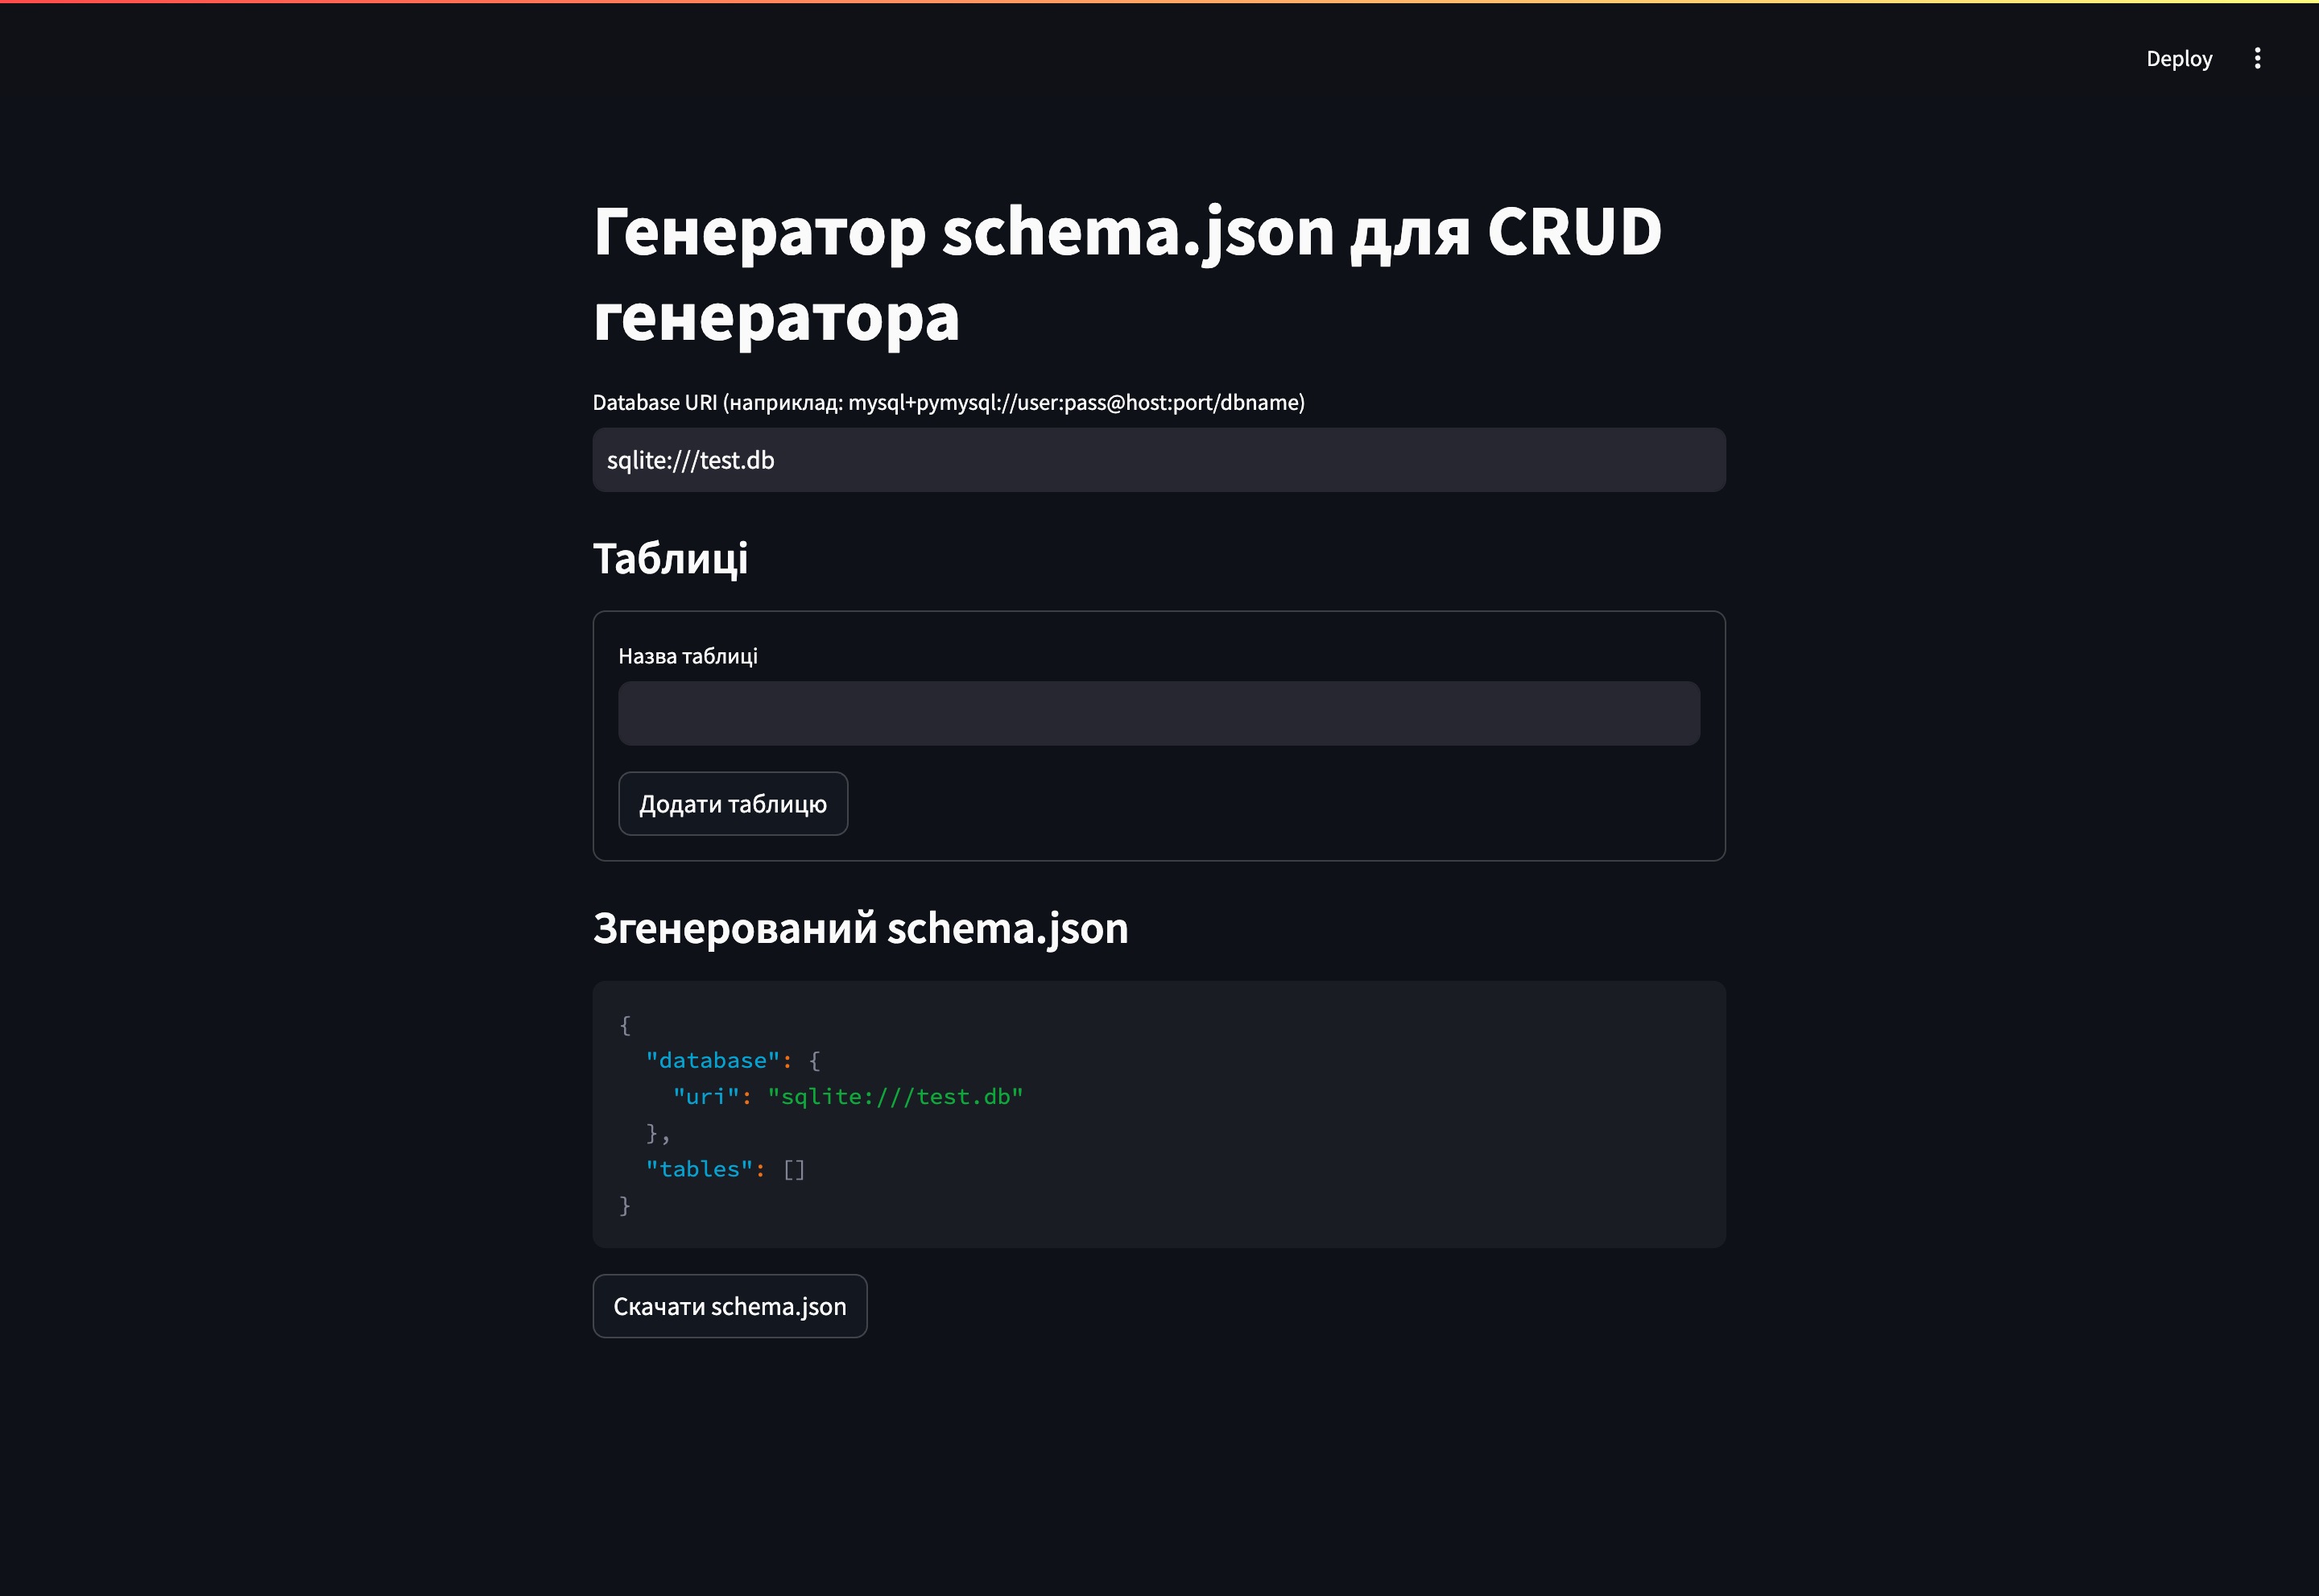 Deploy
Генератор schema.json для CRUD
генератора
Database URI (наприклад: mysql+pymysql://user:pass@host:port/dbname)
sqlite:///test.db
Таблиці
Назва таблиці
Додати таблицю
Згенерований schema.json
{
  "database": {
    "uri": "sqlite:///test.db"
  },
  "tables": []
}
Скачати schema.json